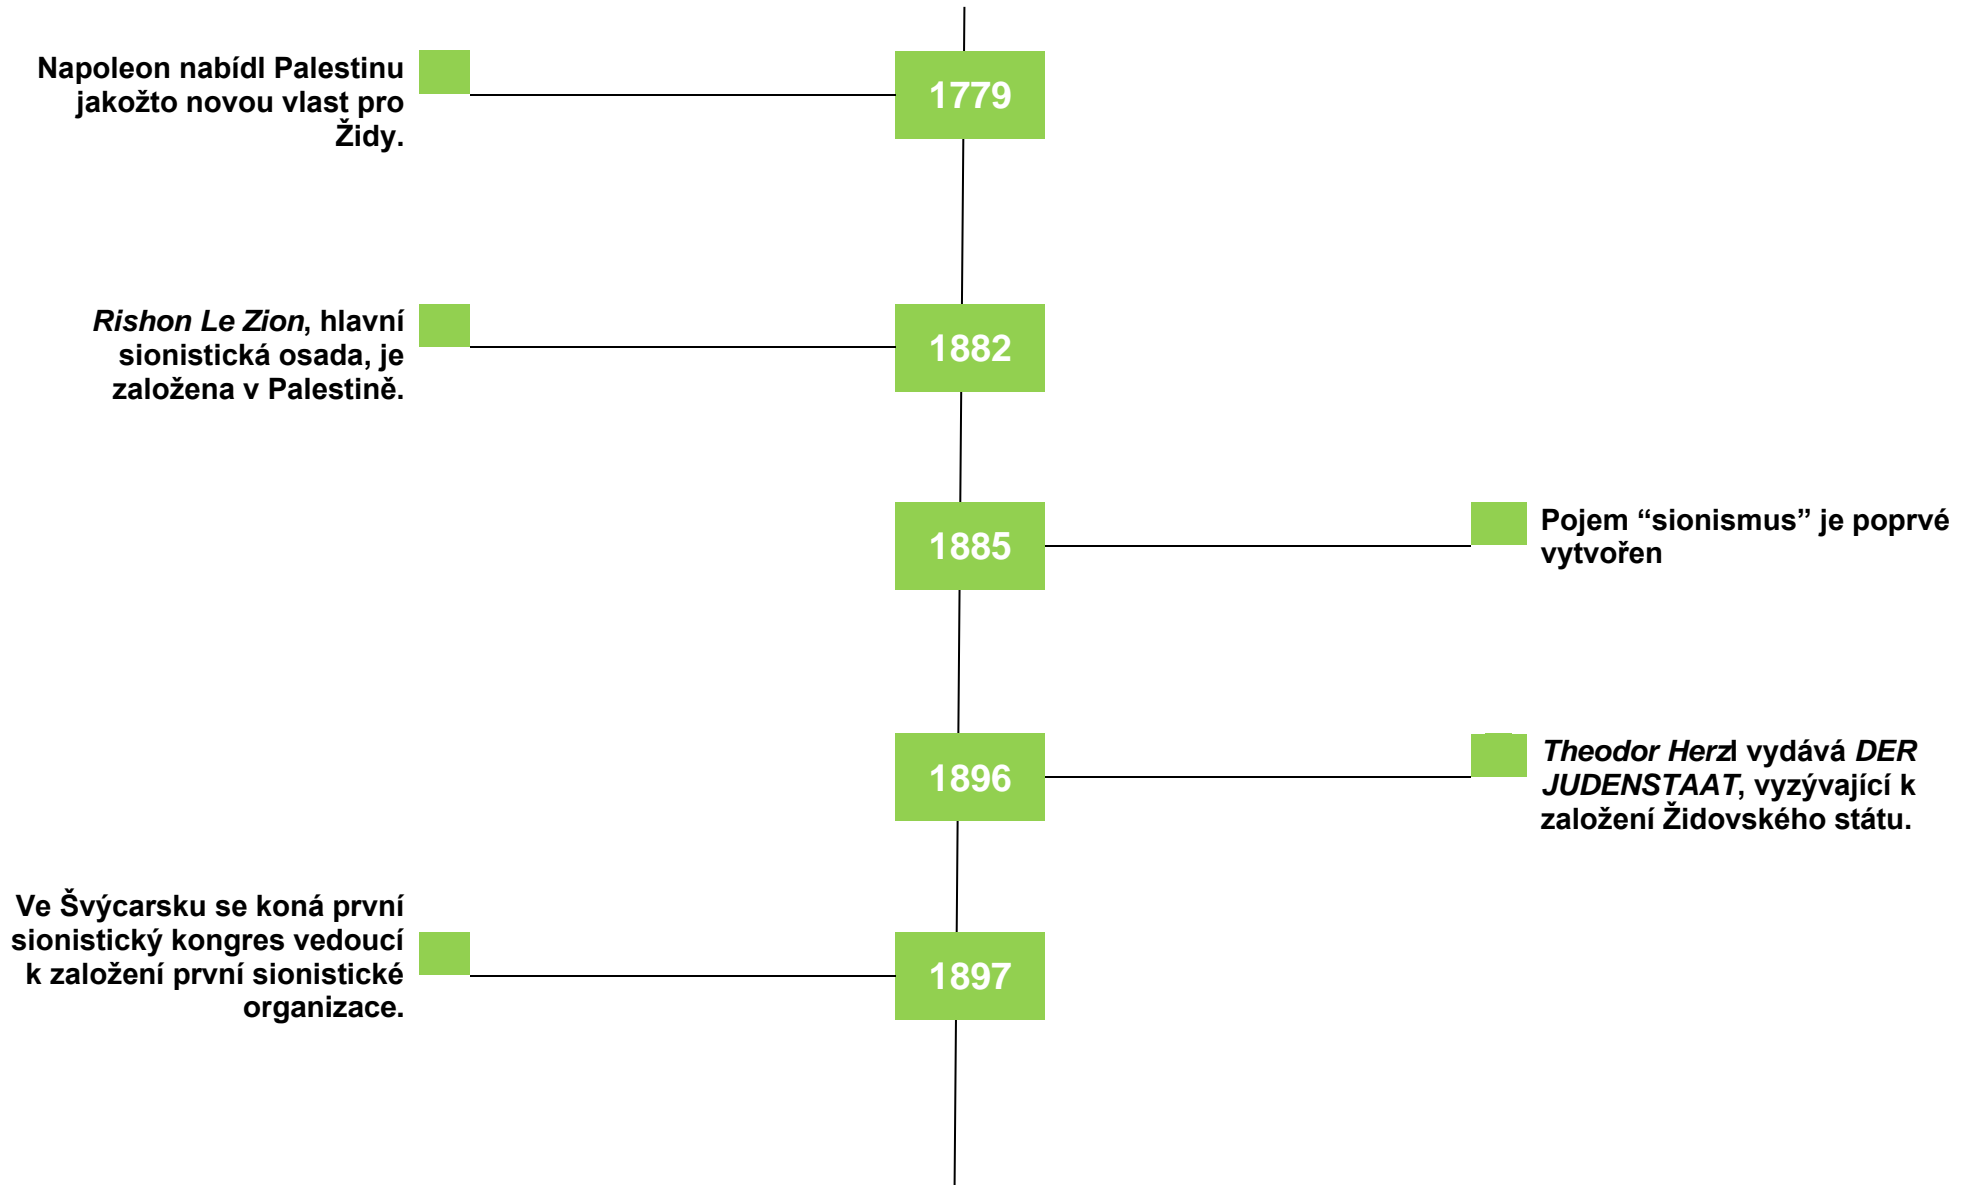 Napoleon nabídl Palestinu
jakožto novou vlast pro
Židy.
1779
Rishon Le Zion, hlavní
sionistická osada, je
založena v Palestině.
1882
1885
Pojem “sionismus” je poprvé
vytvořen
1896
Theodor Herzl vydává DER
JUDENSTAAT, vyzývající k
založení Židovského státu.
Ve Švýcarsku se koná první
sionistický kongres vedoucí
k založení první sionistické
organizace.
1897